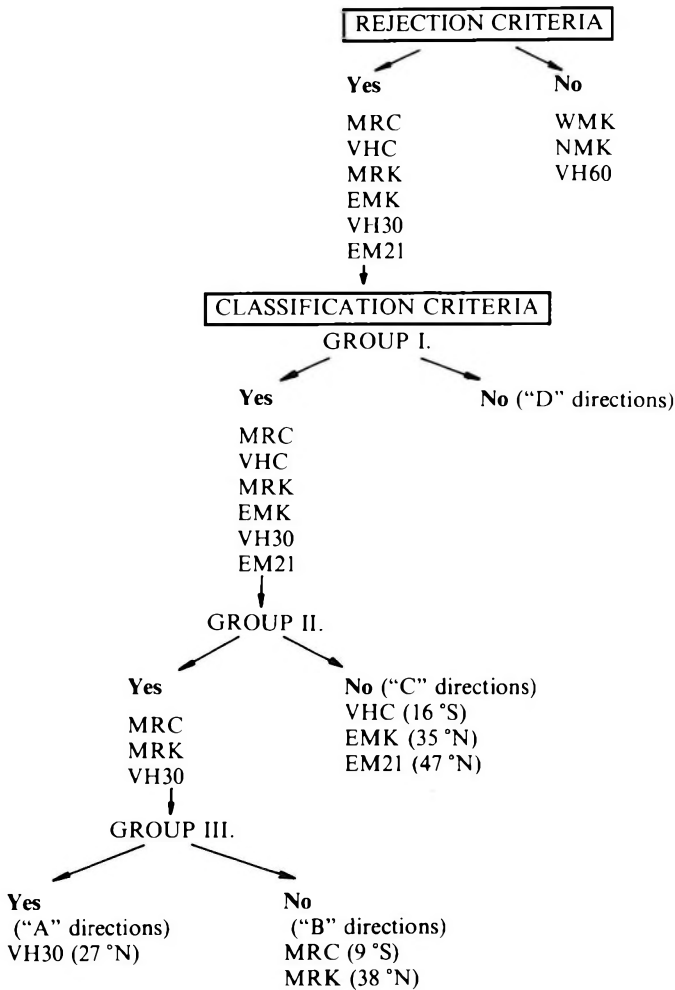 REJECTION CRITERIA
Yes
MRC
VHC
MRK
EMK
VH30
EM21
No
WMK
NMK
VH60
CLASSIFICATION CRITERIA
GROUP I.
Yes
MRC
VHC
MRK
EMK
VH30
EM21
No ("D" directions)
GROUP II.
Yes
MRC
MRK
VH30
No ("C" directions)
VHC (16 °S)
EMK (35 °N)
EM21 (47 °N)
GROUP III.
Yes
("A" directions)
VH30 (27 °N)
No
("B" directions)
MRC (9 °S)
MRK (38 °N)